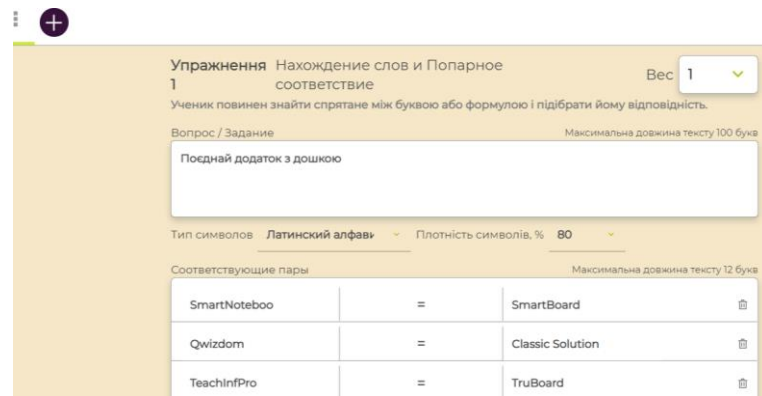 Упражнення 1 Нахождение слов и Попарное соответствие
Вес 1
Ученик повинен знайти спрятане між буквою або формулою і підібрати йому відповідність.
Вопрос / Задание Максимальна довжина тексту 100 букв
Поєднай додаток з дошкою
Тип символов Латинский алфави Плотність символів, % 80
Соответствующие пары Максимальна довжина тексту 12 букв
SmartNoteboo = SmartBoard
Qwizdom = Classic Solution
TeachInfPro = TruBoard